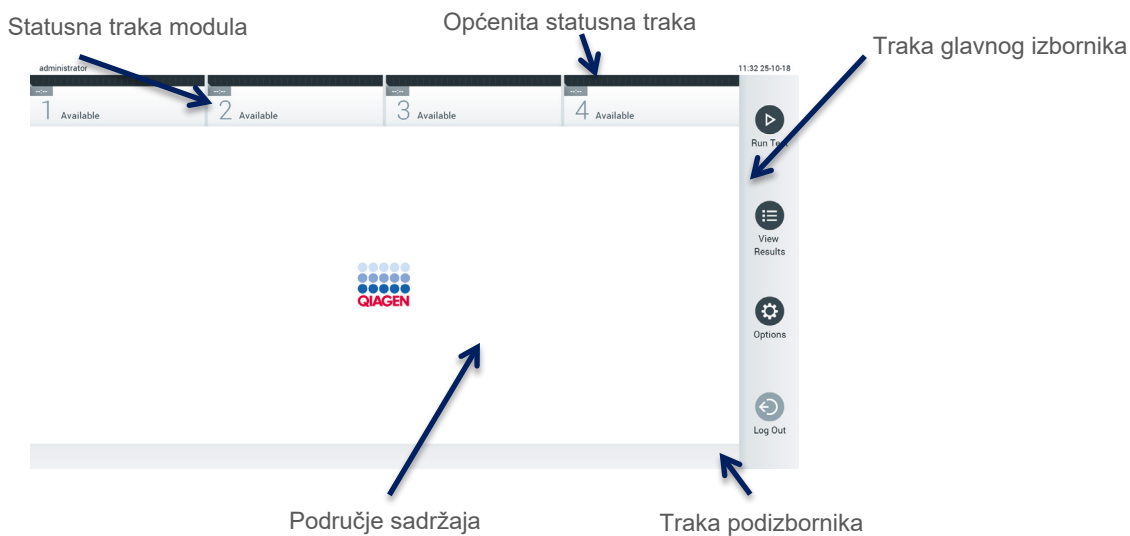 Statusna traka modula
Općenita statusna traka
Traka glavnog izbornika
administrator
11:32 25-10-18
--:--
--:--
--:--
--:--
1 Available
2 Available
3 Available
4 Available
Run Test
View
Results
QIAGEN
Options
Log Out
Područje sadržaja
Traka podizbornika